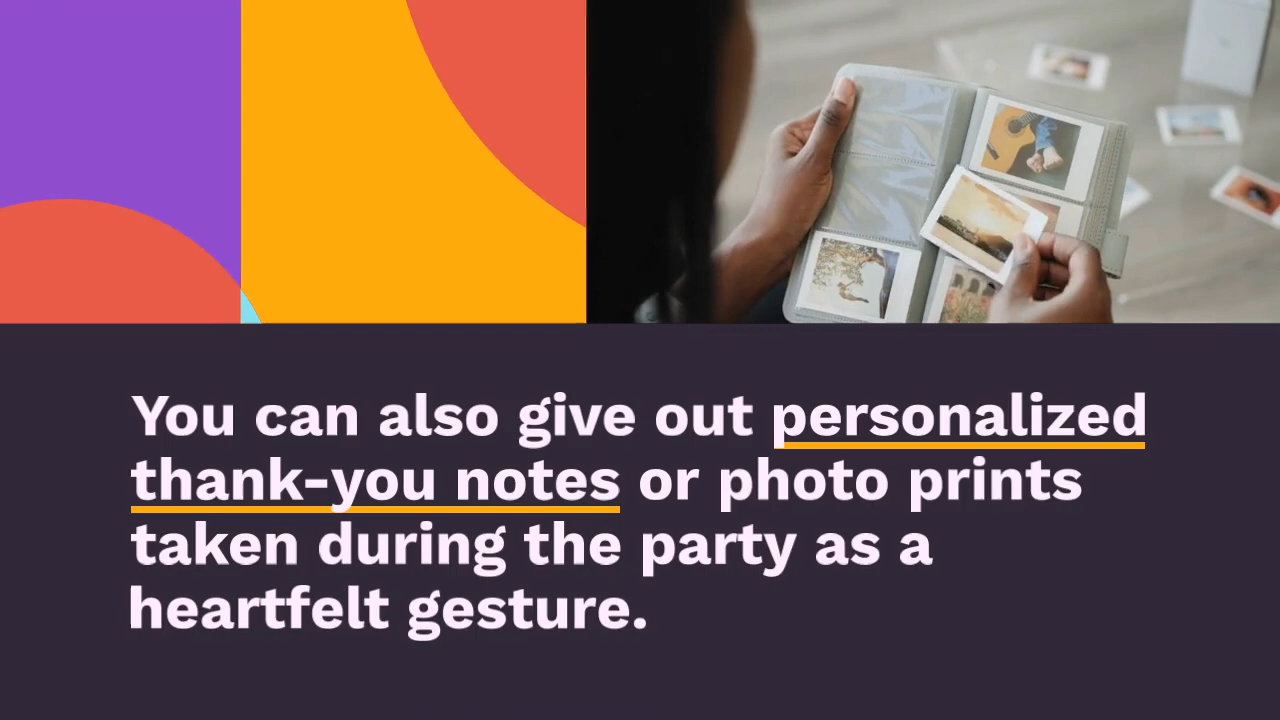 You can also give out personalized
thank-you notes or photo prints
taken during the party as a
heartfelt gesture.